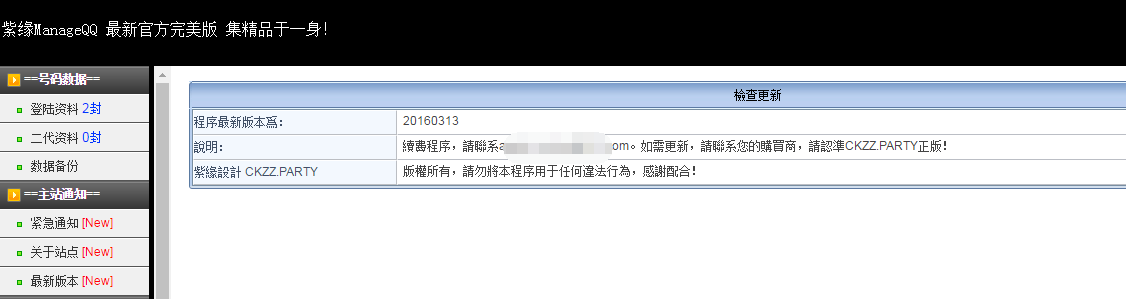 紫缘ManageQQ 最新官方完美版 集精品于一身!
==号码数据==
登陆资料 2封
二代资料 0封
数据备份
==主站通知==
紧急通知 [New]
关于站点 [New]
最新版本 [New]
檢查更新
程序最新版本爲: 20160313
說明: 續費程序，請聯系a om。如需更新，請聯系您的購買商，請認準CKZZ.PARTY正版!
紫緣設計 CKZZ.PARTY 版權所有，請勿將本程序用于任何違法行為，感謝配合!